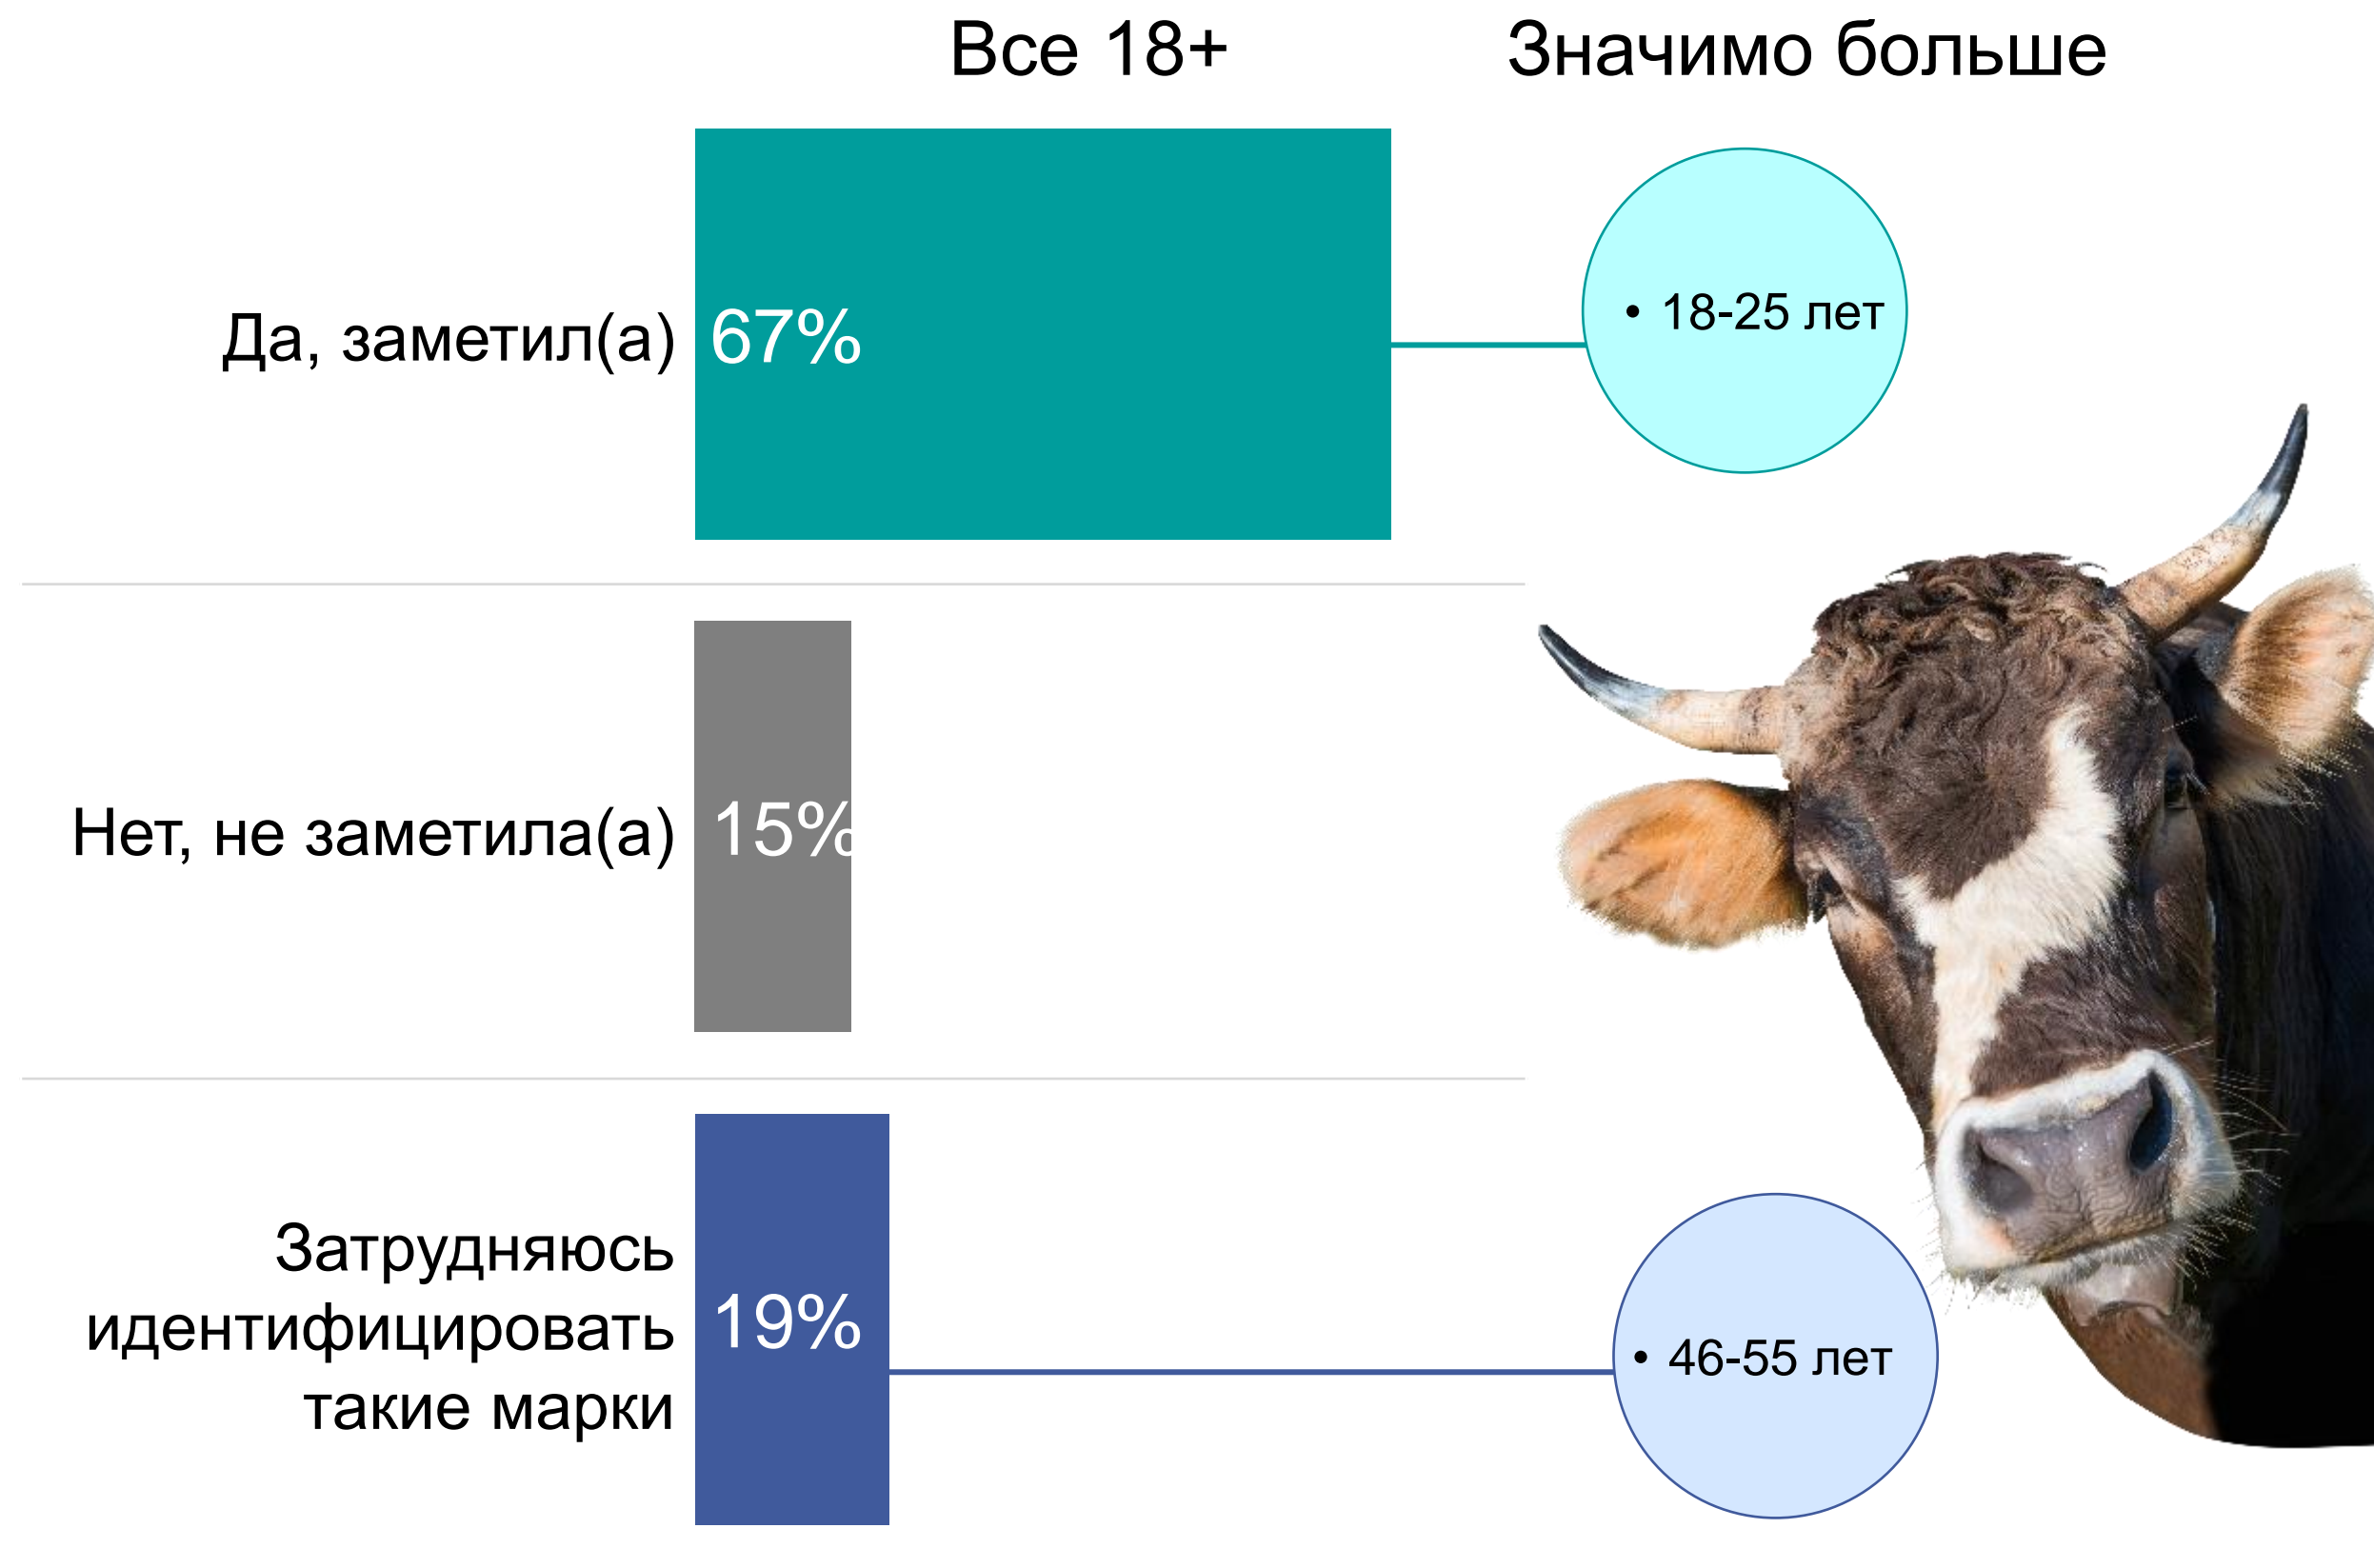 Все 18+
Значимо больше
Да, заметил(а)
67%
• 18-25 лет
Нет, не заметила(а)
15%
Затрудняюсь
идентифицировать
такие марки
19%
• 46-55 лет